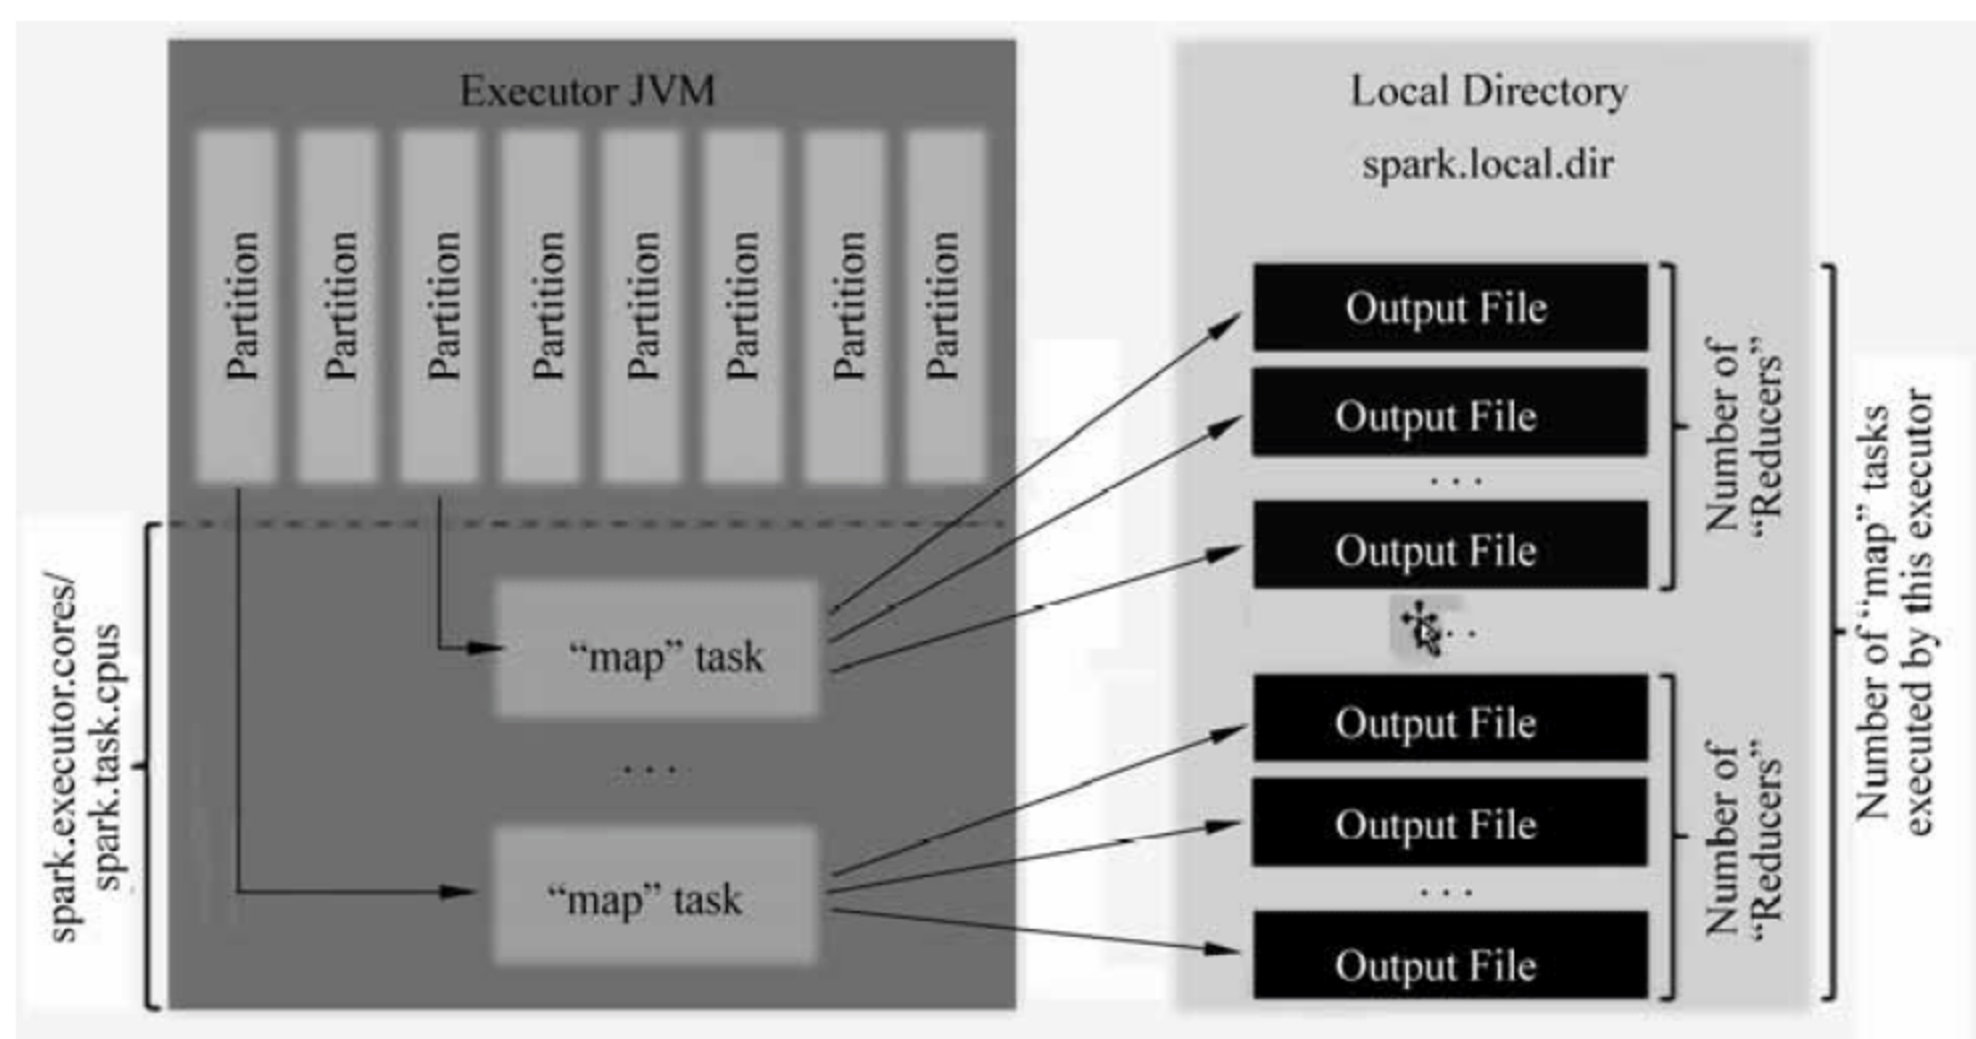 Executor JVM
Partition
Partition
Partition
Partition
Partition
Partition
Partition
Partition
spark.executor.cores/
spark.task.cpus
“map” task
...
“map” task
Local Directory
spark.local.dir
Output File
Output File
...
Output File
Number of
“Reducers”
..
Output File
Output File
...
Output File
Number of
“Reducers”
Number of “map” tasks
executed by this executor